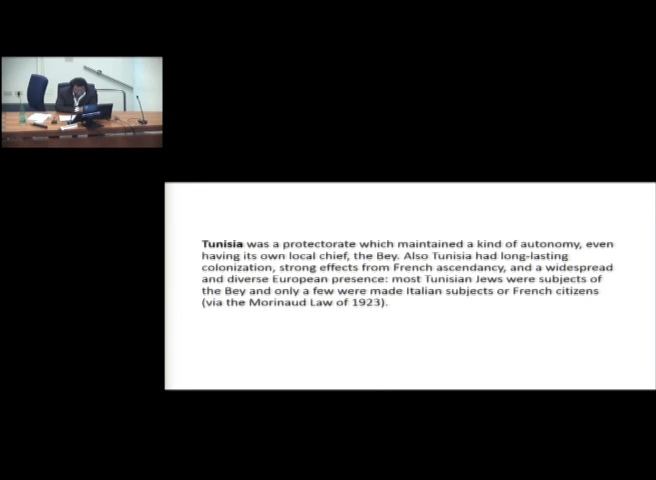 Tunisia was a protectorate which maintained a kind of autonomy, even
having its own local chief, the Bey. Also Tunisia had long-lasting
colonization, strong effects from French ascendancy, and a widespread
and diverse European presence: most Tunisian Jews were subjects of
the Bey and only a few were made Italian subjects or French citizens
(via the Morinaud Law of 1923).